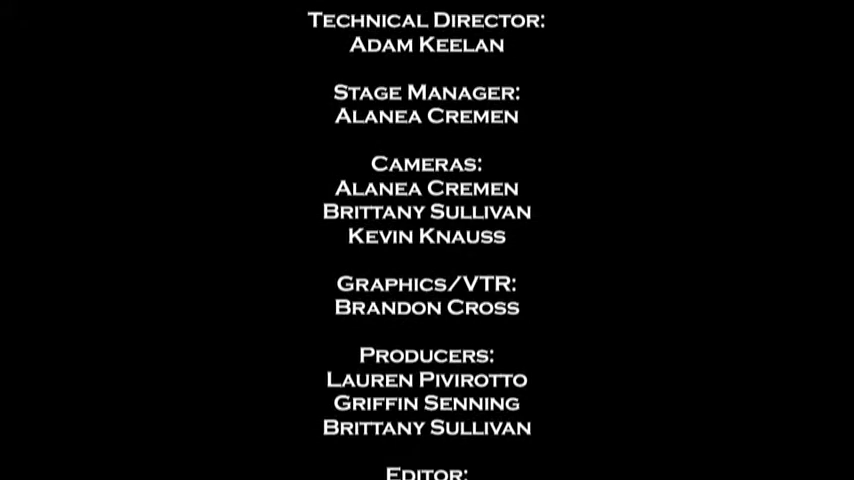 Technical Director:
Adam Keelan
Stage Manager:
Alanea Cremen
Cameras:
Alanea Cremen
Brittany Sullivan
Kevin Knauss
Graphics/VTR:
Brandon Cross
Producers:
Lauren Pivirotto
Griffin Senning
Brittany Sullivan
Editor: